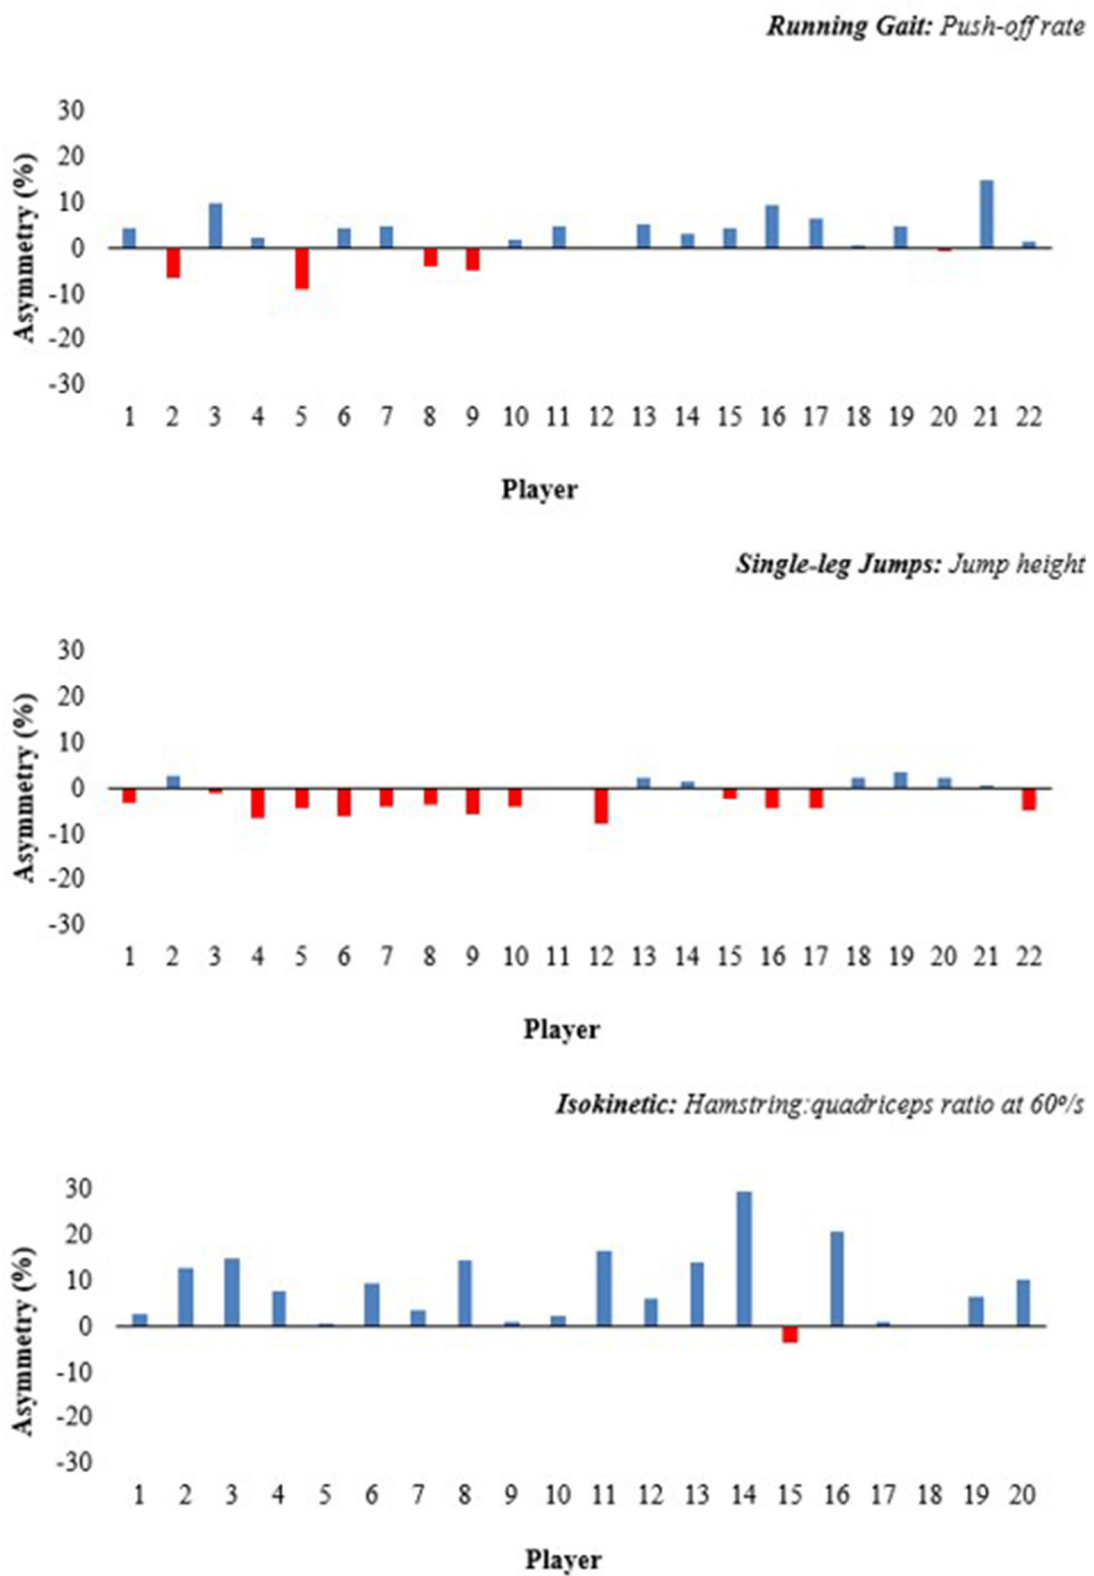 Running Gait: Push-off rate
30
20
10
0
-10
-20
-30
Asymmetry (%)
1 2 3 4 5 6 7 8 9 10 11 12 13 14 15 16 17 18 19 20 21 22
Player
Single-leg Jumps: Jump height
30
20
10
0
-10
-20
-30
Asymmetry (%)
1 2 3 4 5 6 7 8 9 10 11 12 13 14 15 16 17 18 19 20 21 22
Player
Isokinetic: Hamstring:quadriceps ratio at 60º/s
30
20
10
0
-10
-20
-30
Asymmetry (%)
1 2 3 4 5 6 7 8 9 10 11 12 13 14 15 16 17 18 19 20
Player